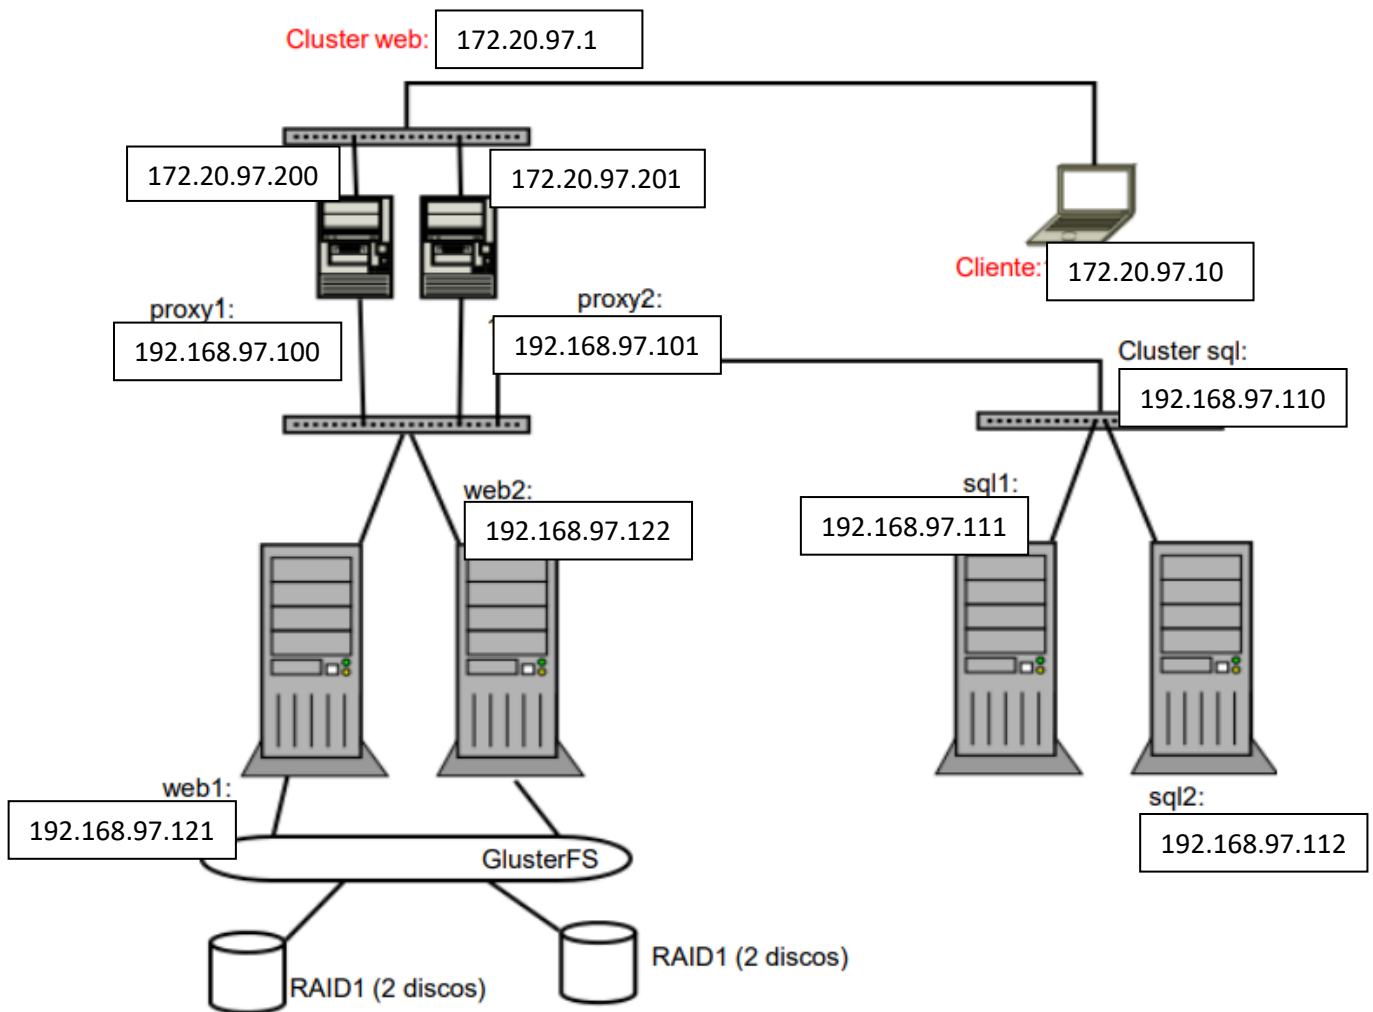 Cluster web: 172.20.97.1
172.20.97.200
172.20.97.201
Cliente: 172.20.97.10
proxy1:
192.168.97.100
proxy2:
192.168.97.101
Cluster sql:
192.168.97.110
web2:
192.168.97.122
sql1:
192.168.97.111
web1:
192.168.97.121
sql2:
192.168.97.112
GlusterFS
RAID1 (2 discos)
RAID1 (2 discos)